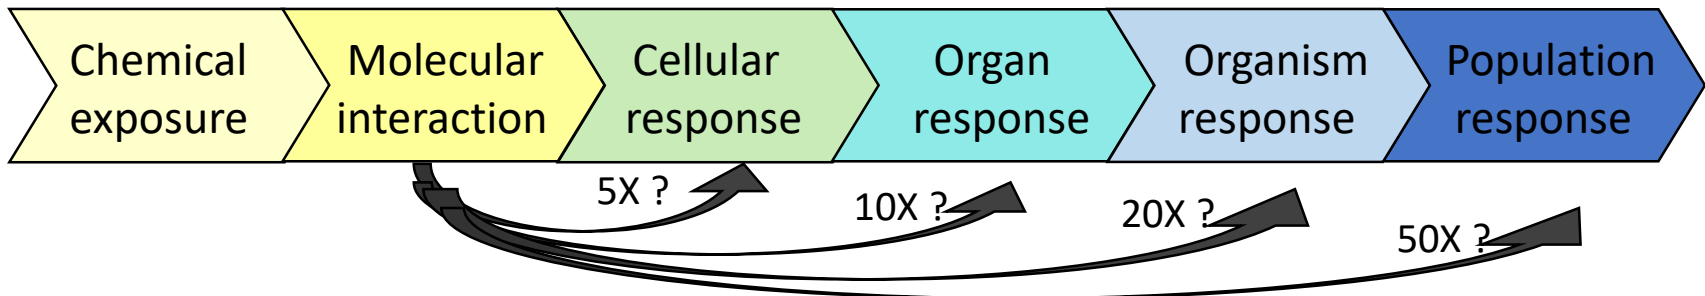 Chemical
exposure
Molecular
interaction
Cellular
response
Organ
response
Organism
response
Population
response
5X ?
10X ?
20X ?
50X ?